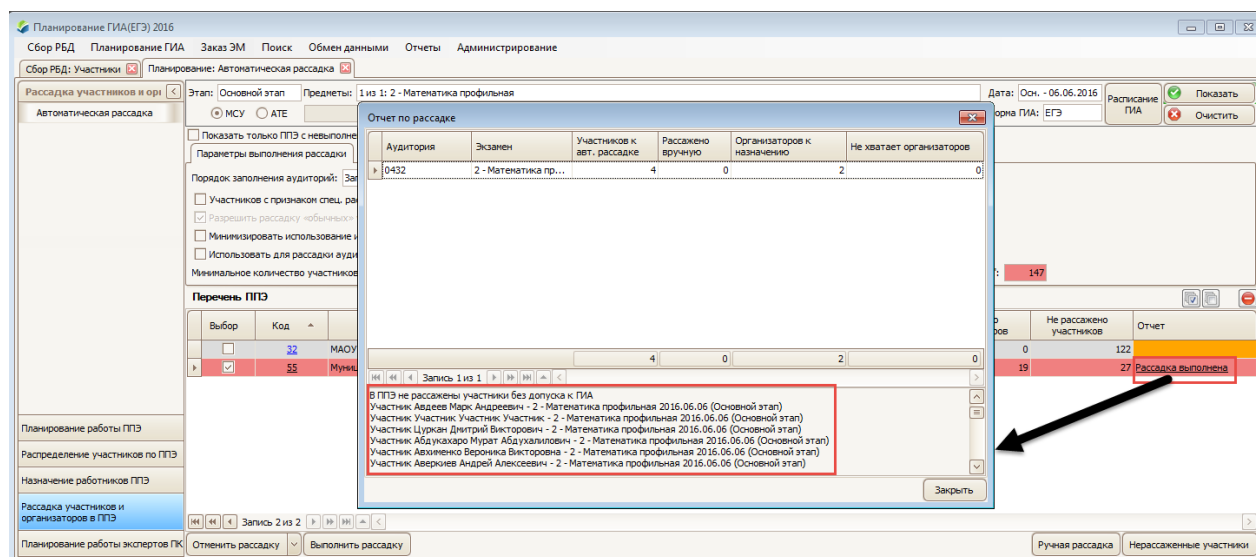 Планирование ГИА(ЕГЭ) 2016
Сбор РБД Планирование ГИА Заказ ЭМ Поиск Обмен данными Отчеты Администрирование
Сбор РБД: Участники Планирование: Автоматическая рассадка
Рассадка участников и орг
Автоматическая рассадка
Этап: Основной этап Предметы: 1 из 1: 2 - Математика профильная Дата: Осн. - 06.06.2016 Расписание ГИА Показать
МСУ АТЕ орма ГИА: ЕГЭ Очистить
Показать только ППЭ с невыполне
Параметры выполнения рассадки
Порядок заполнения аудиторий: Зап
Участников с признаком спец. рас
Разрешить рассадку «обычных»
Минимизировать использование
Использовать для рассадки ауди
Минимальное количество участников : 147
Перечень ППЭ
Выбор Код Не рассажено участников Отчет
32 МАОУ 0 122
55 Муниц 19 27 Рассадка выполнена
Отчет по рассадке
Аудитория Экзамен Участников к авт. рассадке Рассажено вручную Организаторов к назначению Не хватает организаторов
0432 2 - Математика пр... 4 0 2 0
4 0 2 0
Запись 1 из 1
В ППЭ не рассажены участники без допуска к ГИА
Участник Авдеев Марк Андреевич - 2 - Математика профильная 2016.06.06 (Основной этап)
Участник Участник Участник Участник - 2 - Математика профильная 2016.06.06 (Основной этап)
Участник Цуркан Дмитрий Викторович - 2 - Математика профильная 2016.06.06 (Основной этап)
Участник Абдукахаро Мурат Абдухалилович - 2 - Математика профильная 2016.06.06 (Основной этап)
Участник Авхименко Вероника Викторовна - 2 - Математика профильная 2016.06.06 (Основной этап)
Участник Аверкиев Андрей Алексеевич - 2 - Математика профильная 2016.06.06 (Основной этап)
Закрыть
Планирование работы ППЭ
Распределение участников по ППЭ
Назначение работников ППЭ
Рассадка участников и организаторов в ППЭ
Планирование работы экспертов ПК
Запись 2 из 2
Отменить рассадку Выполнить рассадку Ручная рассадка Нерассаженные участники